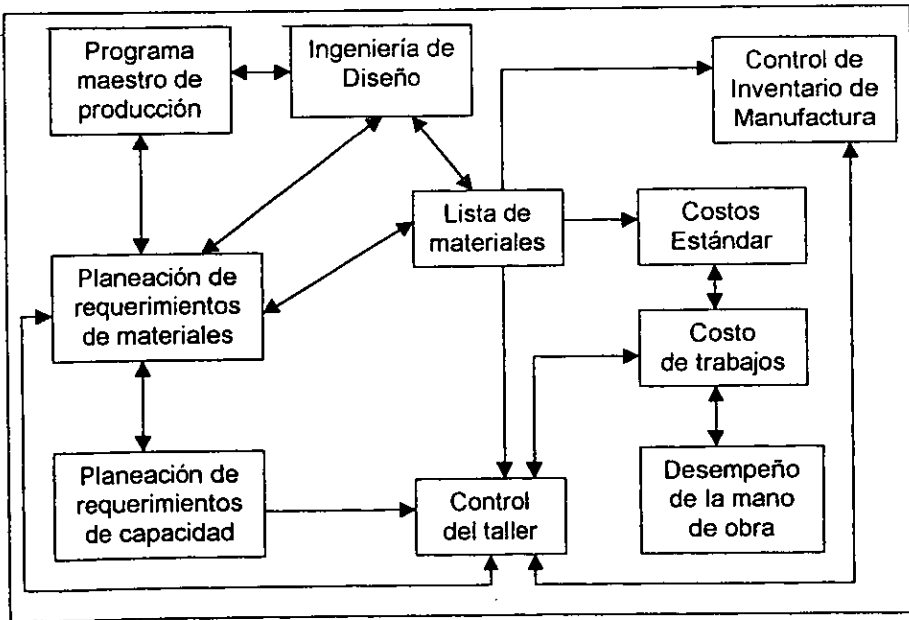 Programa
maestro de
producción
Ingeniería de
Diseño
Control de
Inventario de
Manufactura
Lista de
materiales
Costos
Estándar
Planeación de
requerimientos
de materiales
Costo
de trabajos
Planeación de
requerimientos
de capacidad
Control
del taller
Desempeño
de la mano
de obra